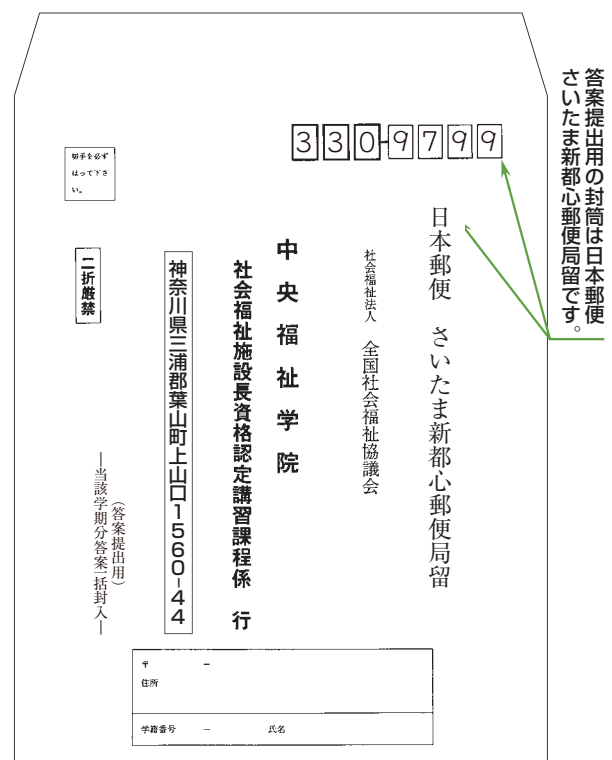 答案提出用の封筒は日本郵便
さいたま新都心郵便局留です。
330-9799
切手を必ず
はって下さ
い。
日本郵便　さいたま新都心郵便局留
社会福祉法人　全国社会福祉協議会
中央福祉学院
社会福祉施設長資格認定講習課程係　行
神奈川県三浦郡葉山町上山口1560-44
二折厳禁
（答案提出用）
―当該学期分答案一括封入―
〒　－
住所
学籍番号　－　氏名